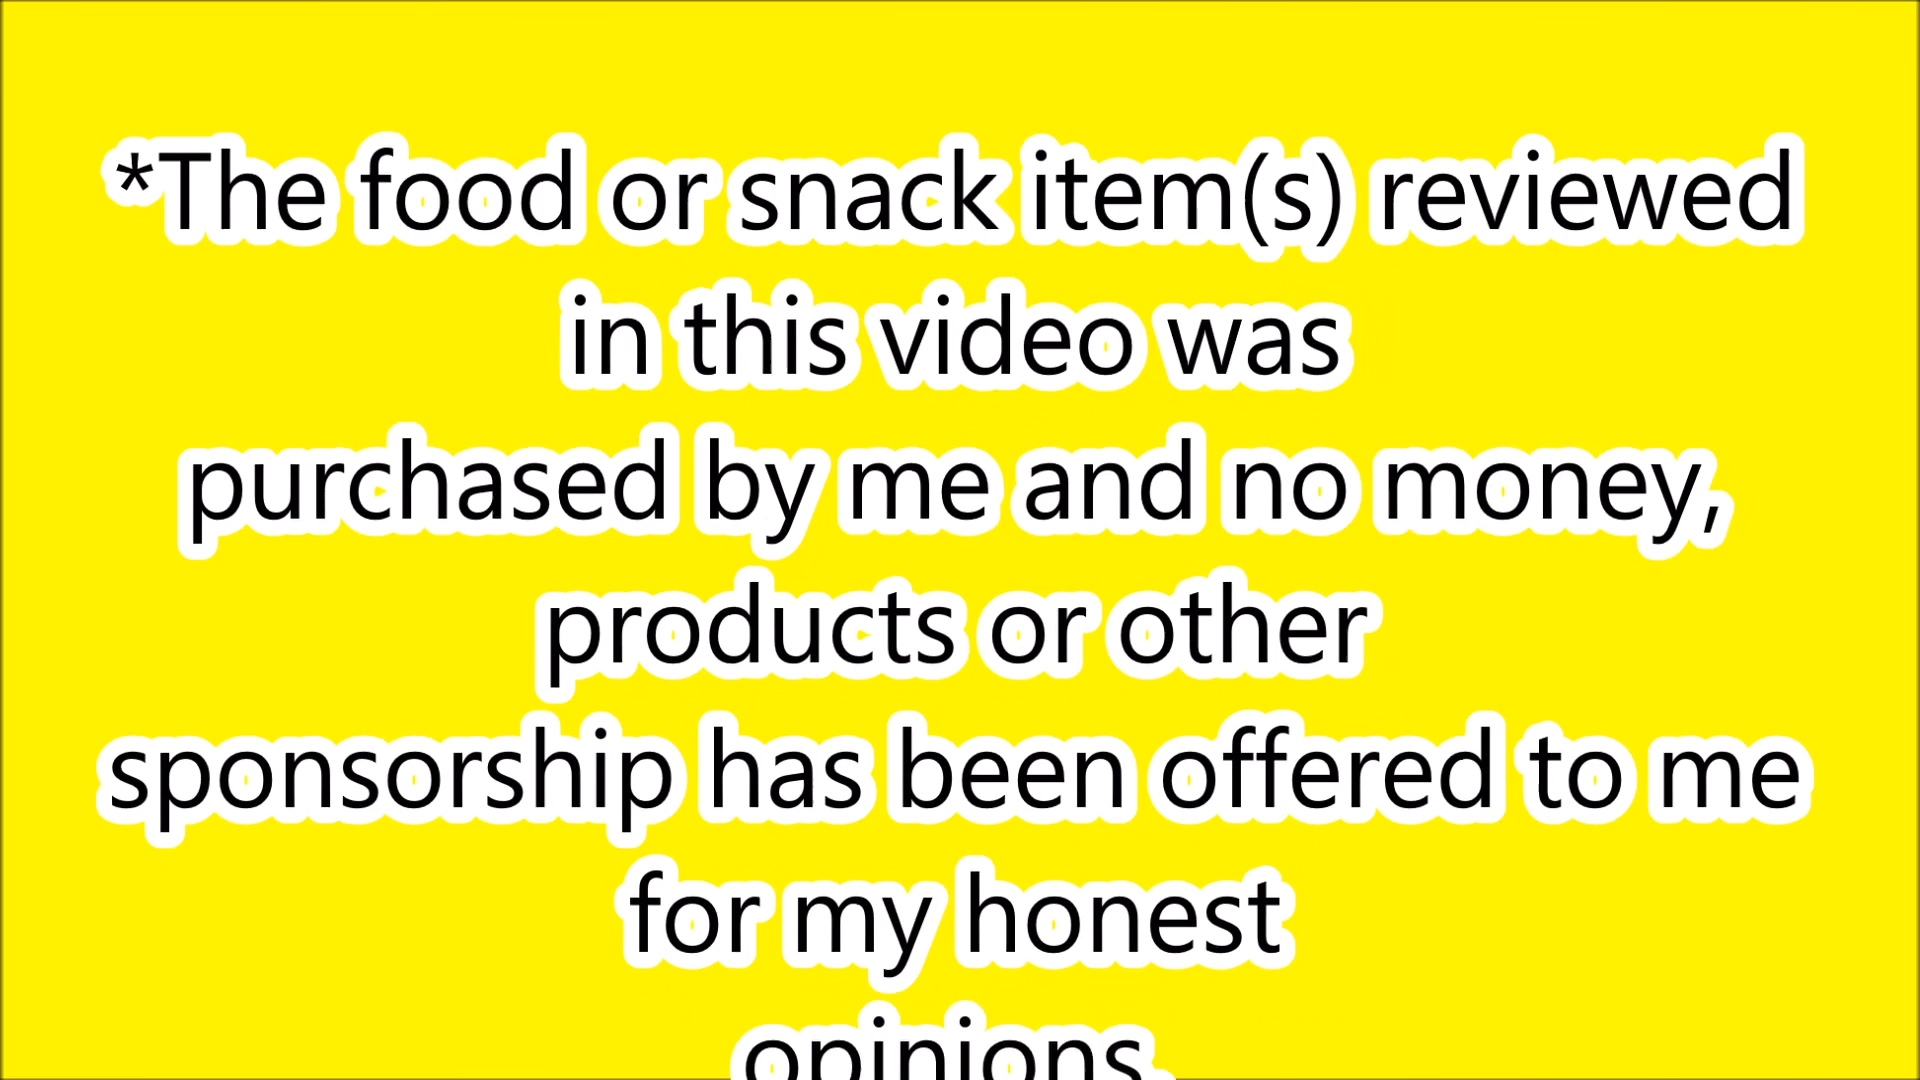 *The food or snack item(s) reviewed
in this video was
purchased by me and no money,
products or other
sponsorship has been offered to me
for my honest
opinions.